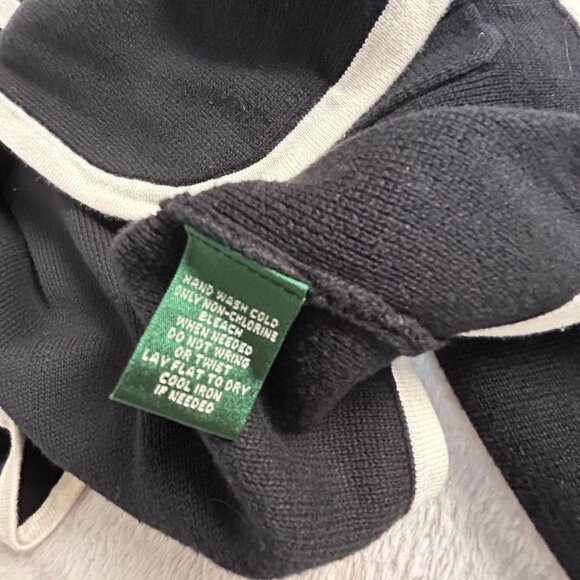 HAND WASH COLD
ONLY NON-CHLORINE
BLEACH
WHEN NEEDED
DO NOT WRING
OR TWIST
LAY FLAT TO DRY
COOL IRON
IF NEEDED